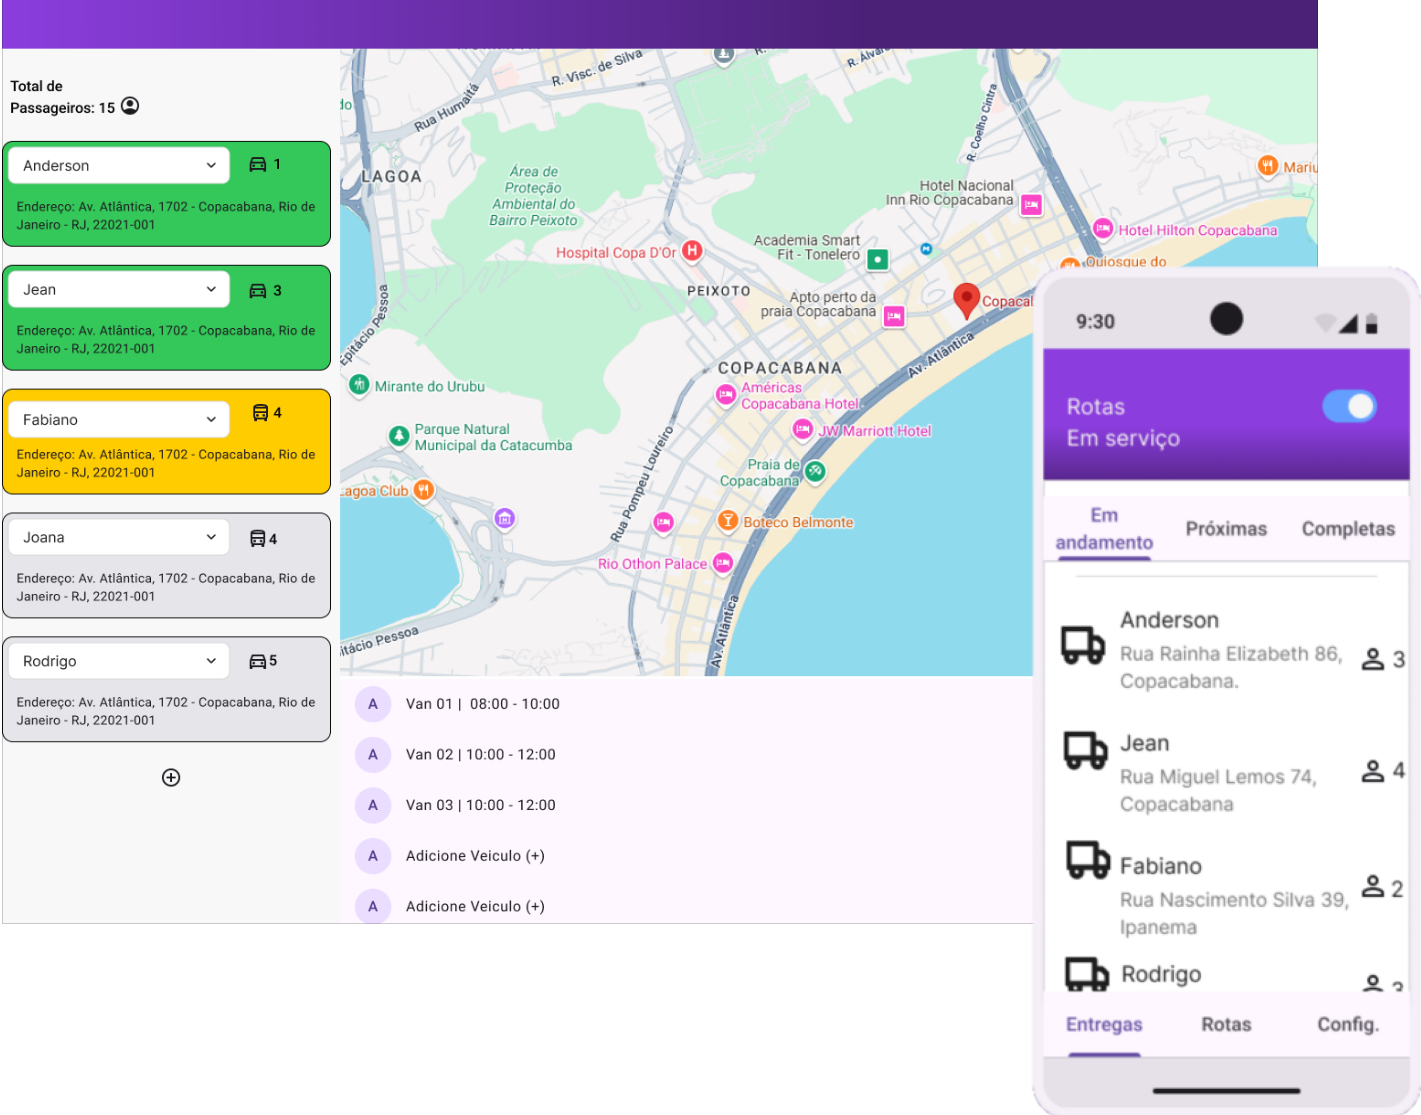 Total de
Passageiros: 15
Anderson
1
Endereço: Av. Atlântica, 1702 - Copacabana, Rio de
Janeiro - RJ, 22021-001
Jean
3
Endereço: Av. Atlântica, 1702 - Copacabana, Rio de
Janeiro - RJ, 22021-001
Fabiano
4
Endereço: Av. Atlântica, 1702 - Copacabana, Rio de
Janeiro - RJ, 22021-001
Joana
4
Endereço: Av. Atlântica, 1702 - Copacabana, Rio de
Janeiro - RJ, 22021-001
Rodrigo
5
Endereço: Av. Atlântica, 1702 - Copacabana, Rio de
Janeiro - RJ, 22021-001
R. Visc. de Silva
R. Alvar
do
Rua Humaitá
R. Coelho Cintra
LAGOA
Área de
Proteção
Ambiental do
Bairro Peixoto
Mariu
Hotel Nacional
Inn Rio Copacabana
Hotel Hilton Copacabana
Academia Smart
Fit - Tonelero
Hospital Copa D'Or
H
M
Quiosque do
PEIXOTO
Apto perto da
praia Copacabana
Copacal
Epitácio Pessoa
Av. Atlântica
COPACABANA
Mirante do Urubu
Américas
Copacabana Hotel
Parque Natural
Municipal da Catacumba
JW Marriott Hotel
Praia de
Copacabana
Lagoa Club
Rua Pompeu Loureiro
Boteco Belmonte
Rio Othon Palace
Av. Atlântica
itácio Pessoa
A
Van 01 | 08:00 - 10:00
A
Van 02 | 10:00 - 12:00
A
Van 03 | 10:00 - 12:00
A
Adicione Veiculo (+)
A
Adicione Veiculo (+)
9:30
Rotas
Em serviço
Em
andamento
Próximas
Completas
Anderson
Rua Rainha Elizabeth 86,
Copacabana.
3
Jean
Rua Miguel Lemos 74,
Copacabana
4
Fabiano
Rua Nascimento Silva 39,
Ipanema
2
Rodrigo
3
Entregas
Rotas
Config.